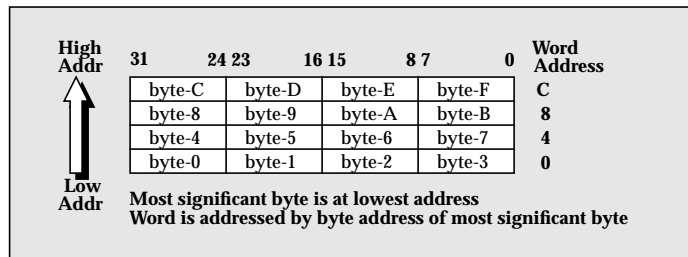 High Addr
31 24 23 16 15 8 7 0
Word Address
byte-C byte-D byte-E byte-F C
byte-8 byte-9 byte-A byte-B 8
byte-4 byte-5 byte-6 byte-7 4
byte-0 byte-1 byte-2 byte-3 0
Low Addr
Most significant byte is at lowest address
Word is addressed by byte address of most significant byte